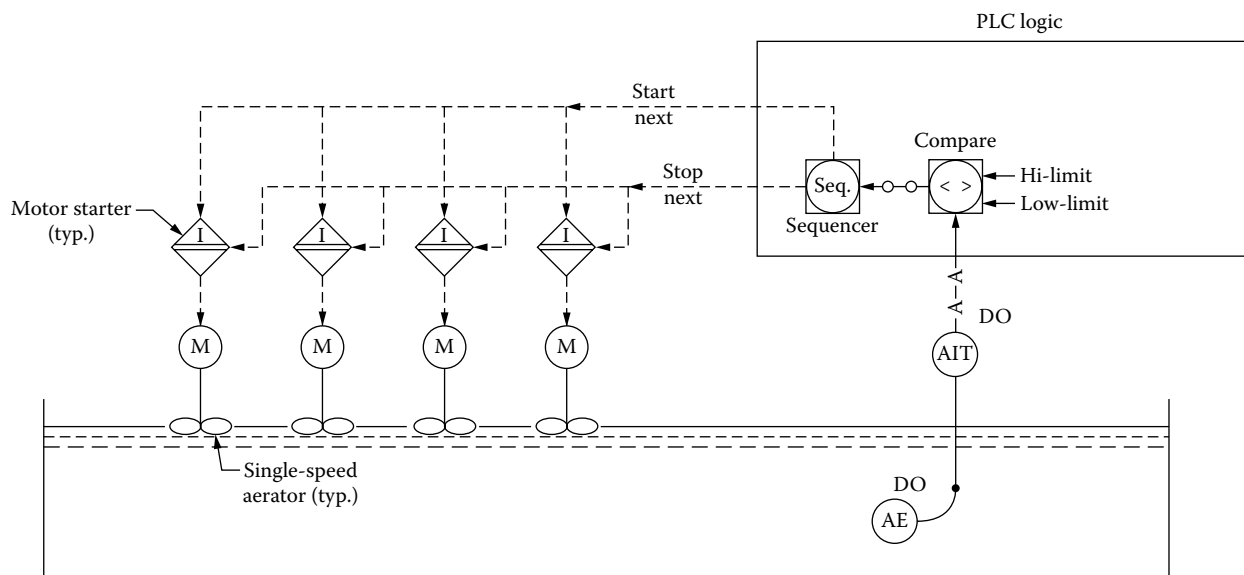 PLC logic
Start
next
Compare
Stop
next
Seq.
< >
Hi-limit
Low-limit
Sequencer
Motor starter
(typ.)
I
I
I
I
A
A
DO
M
M
M
M
AIT
Single-speed
aerator (typ.)
DO
AE